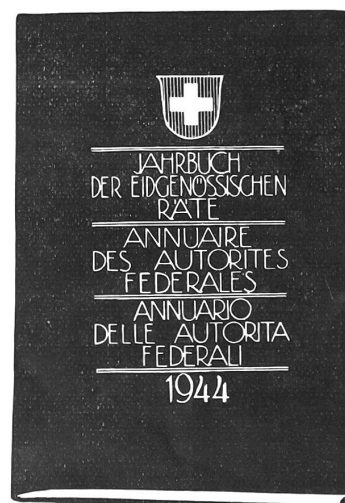 JAHRBUCH
DER EIDGENÖSSISCHEN
RÄTE
ANNUAIRE
DES AUTORITES
FEDERALES
ANNUARIO
DELLE AUTORITA
FEDERALI
1944